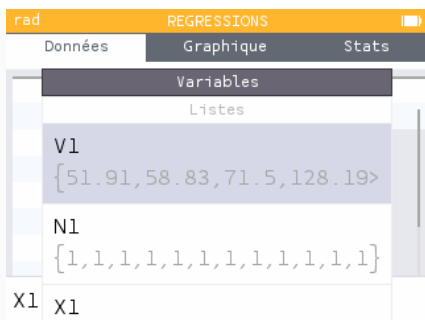 rad REGRESSIONS
Données Graphique Stats
Variables
Listes
V1
{51.91,58.83,71.5,128.19>
N1
{1,1,1,1,1,1,1,1,1,1,1,1}
X1 X1